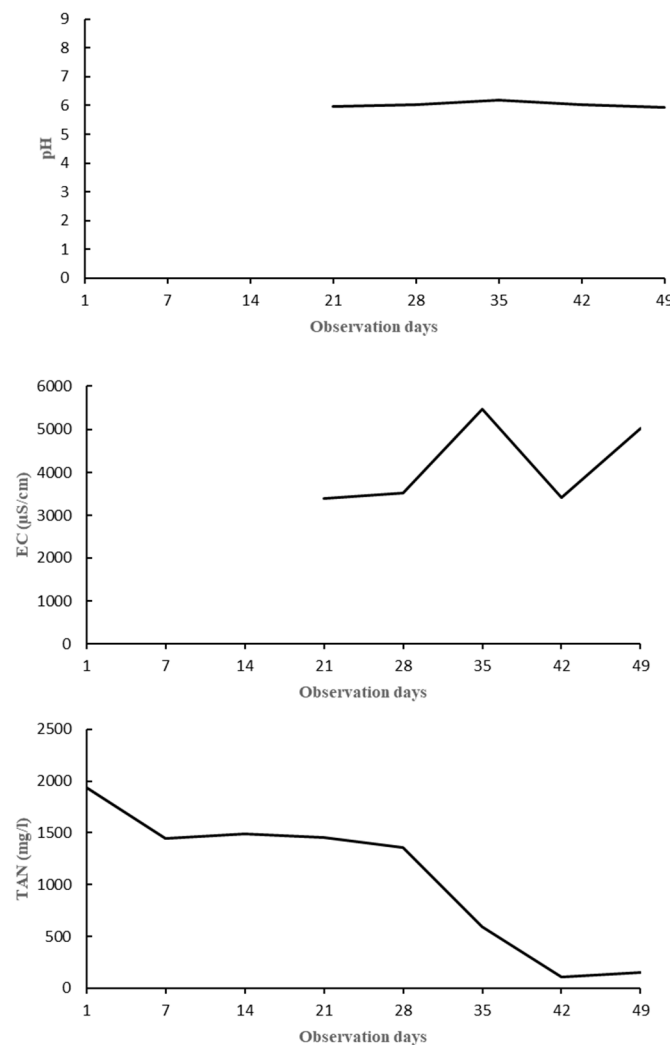 9
8
7
6
5
4
3
2
1
0
pH
1 7 14 21 28 35 42 49
Observation days
6000
5000
4000
3000
2000
1000
0
EC (µS/cm)
1 7 14 21 28 35 42 49
Observation days
2500
2000
1500
1000
500
0
TAN (mg/l)
1 7 14 21 28 35 42 49
Observation days